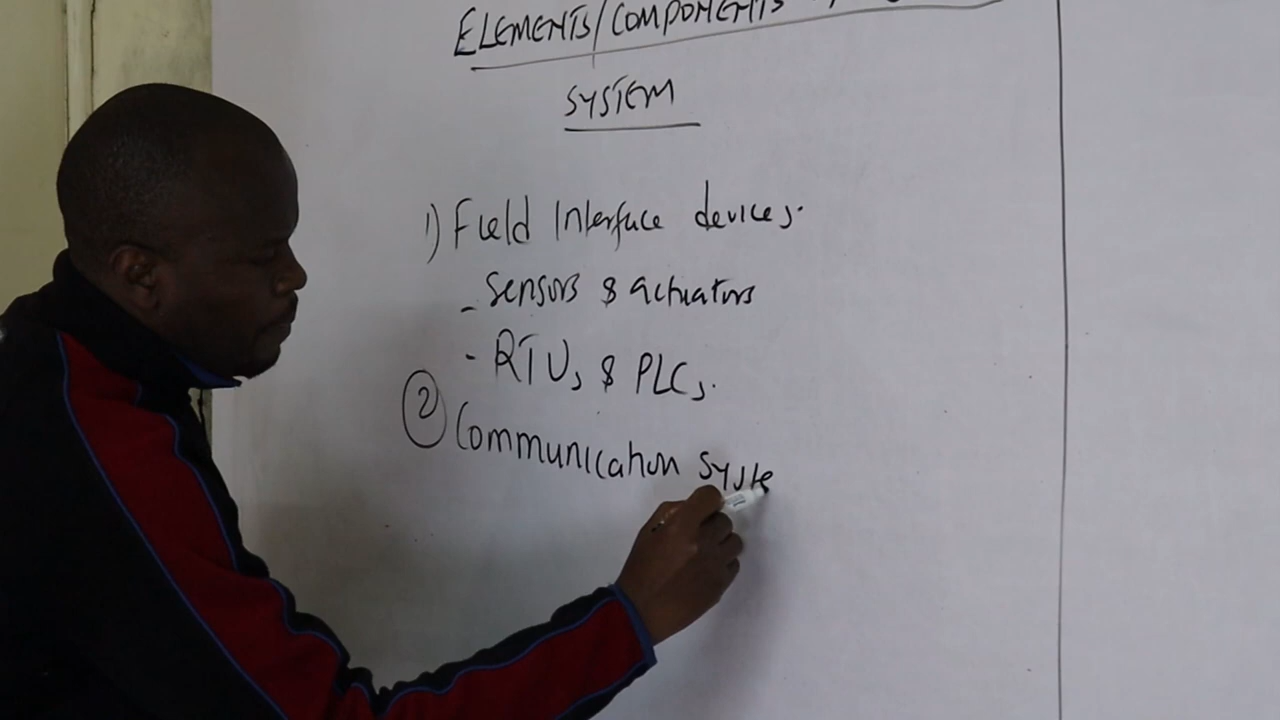 ELEMENTS/COMPONENTS
SYSTEM
1) Field Interface devices.
- Sensors & actuators
- RTUs & PLCs.
② Communication syste